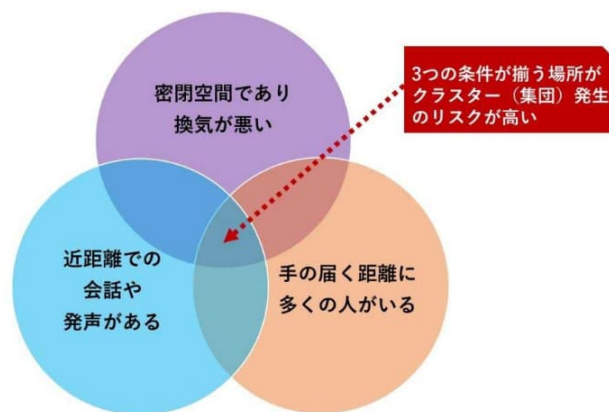 密閉空間であり
換気が悪い
3つの条件が揃う場所が
クラスター（集団）発生
のリスクが高い
近距離での
会話や
発声がある
手の届く距離に
多くの人がいる